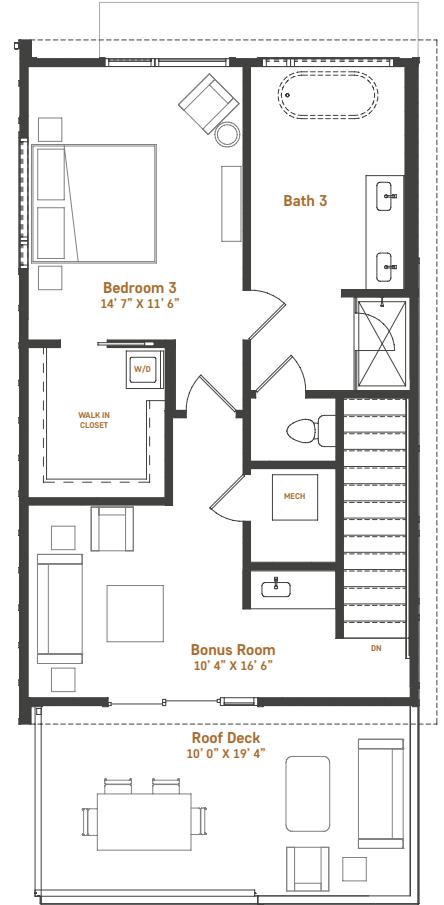 Bath 3
Bedroom 3
14' 7" X 11' 6"
W/D
WALK IN
CLOSET
MECH
Bonus Room
10' 4" X 16' 6"
DN
Roof Deck
10' 0" X 19' 4"